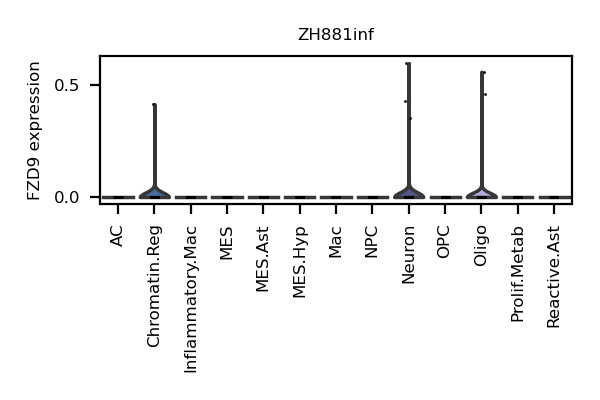 ZH881inf
FZD9 expression
0.5
0.0
AC
Chromatin.Reg
Inflammatory.Mac
MES
MES.Ast
MES.Hyp
Mac
NPC
Neuron
OPC
Oligo
Prolif.Metab
Reactive.Ast